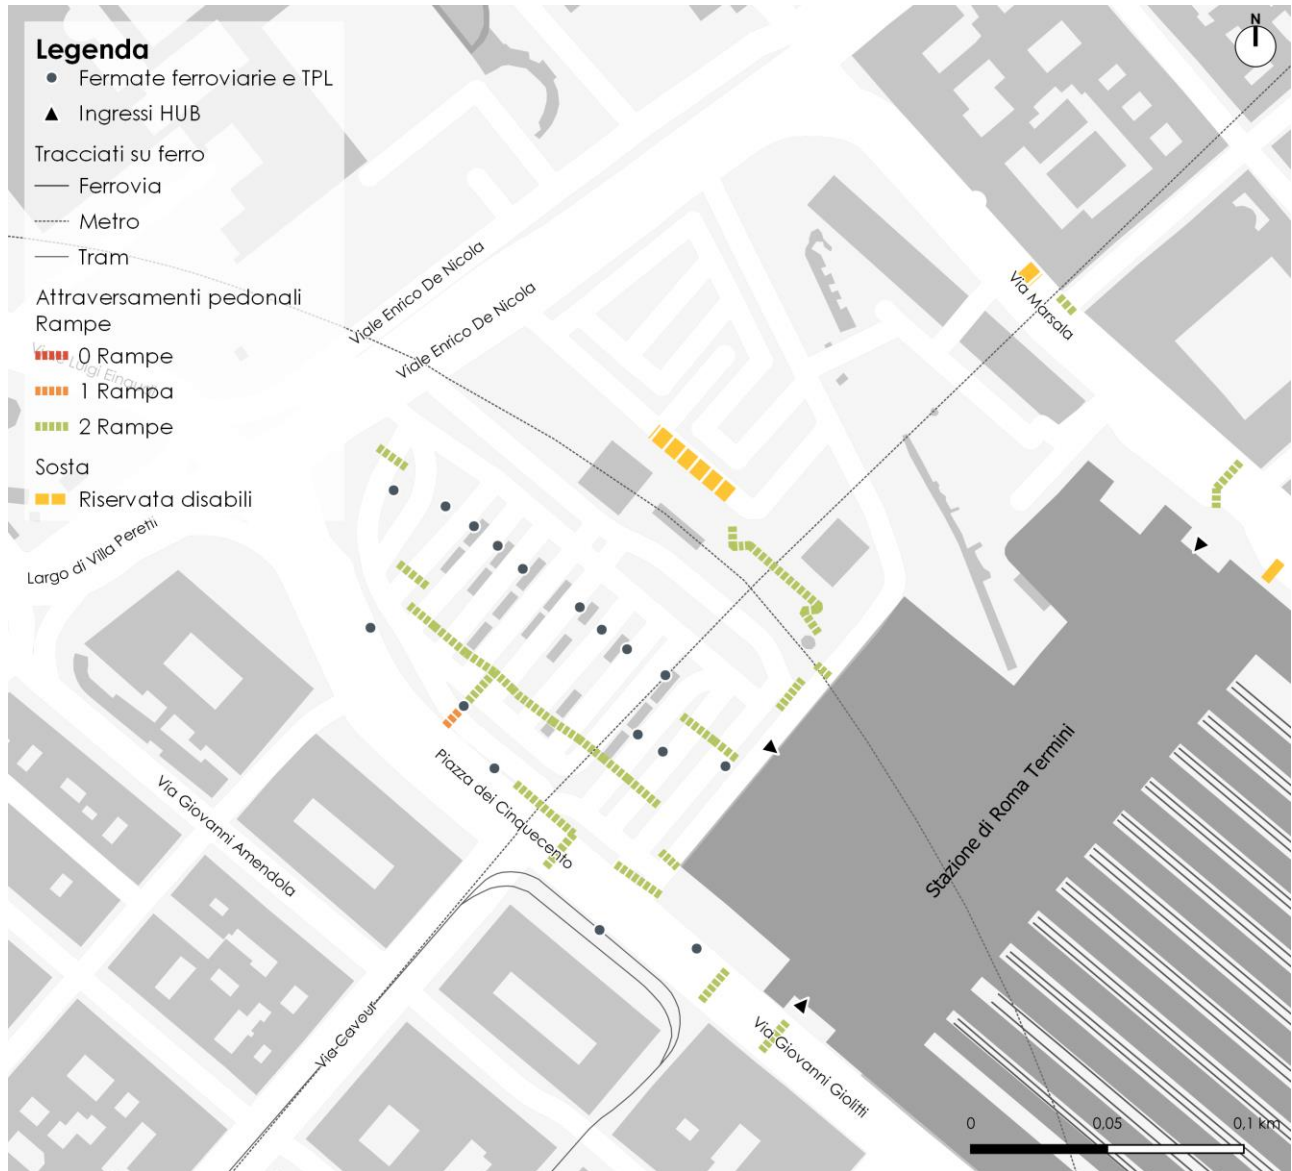 Legenda
Fermate ferroviarie e TPL
Ingressi HUB
Tracciati su ferro
Ferrovia
Metro
Tram
Attraversamenti pedonali
Rampe
0 Rampe
1 Rampa
2 Rampe
Sosta
Riservata disabili
N
Viale Enrico De Nicola
Viale Enrico De Nicola
Via Marsala
Largo di Villa Peretii
Via Giovanni Amendola
Piazza dei Cinquecento
Stazione di Roma Termini
Via Cavour
Via Giovanni Giolitti
0
0,05
0,1 km